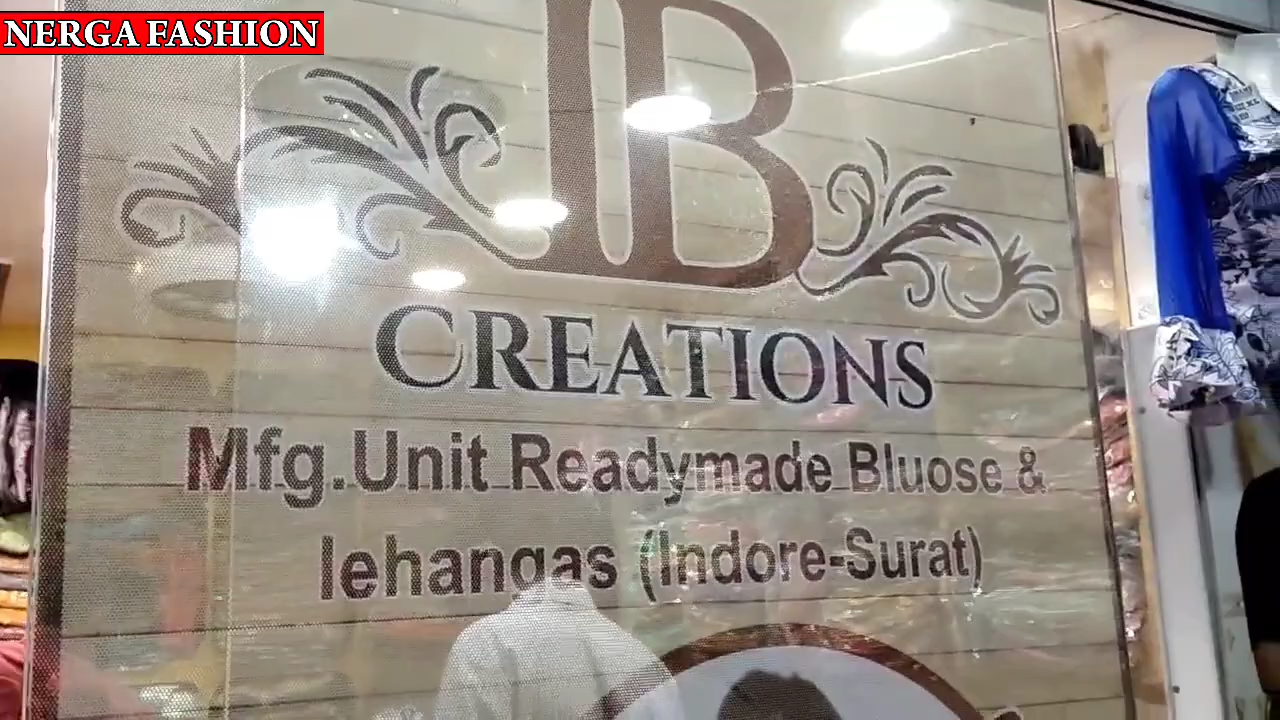 NERGA FASHION
B
CREATIONS
Mfg.Unit Readymade Bluose &
lehangas (Indore-Surat)